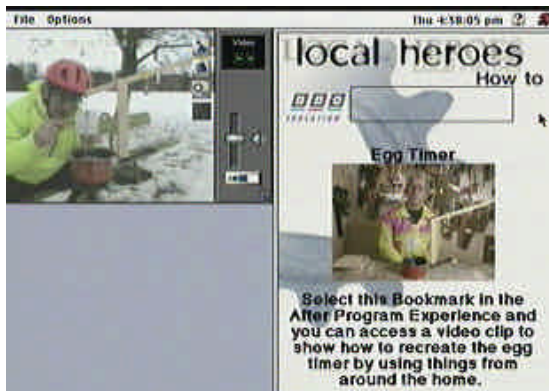 File Options
Thu 4:38:05 pm
Video
local heroes
How to
BBC
EDUCATION
Egg Timer
Select this Bookmark in the
After Program Experience and
you can access a video clip to
show how to recreate the egg
timer by using things from
around the home.